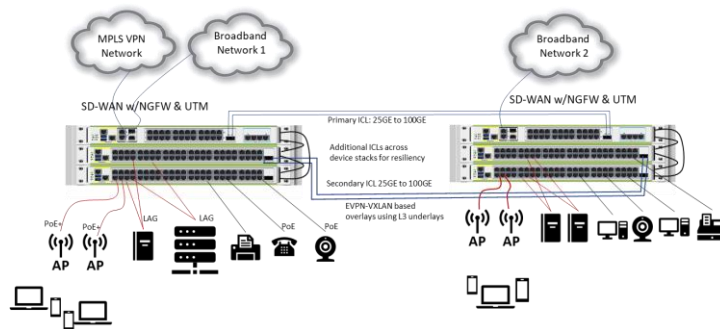 MPLS VPN
Network
Broadband
Network 1
Broadband
Network 2
SD-WAN w/NGFW & UTM
SD-WAN w/NGFW & UTM
Primary ICL: 25GE to 100GE
Additional ICLs across
device stacks for resiliency
Secondary ICL 25GE to 100GE
EVPN-VXLAN based
overlays using L3 underlays
PoE+
PoE+
LAG
LAG
PoE
PoE
AP
AP
AP
AP